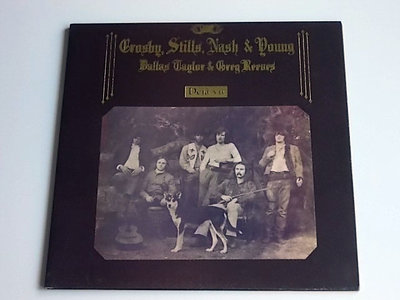 Crosby, Stills, Nash & Young
Dallas Taylor & Greg Reeves
Déjà vu